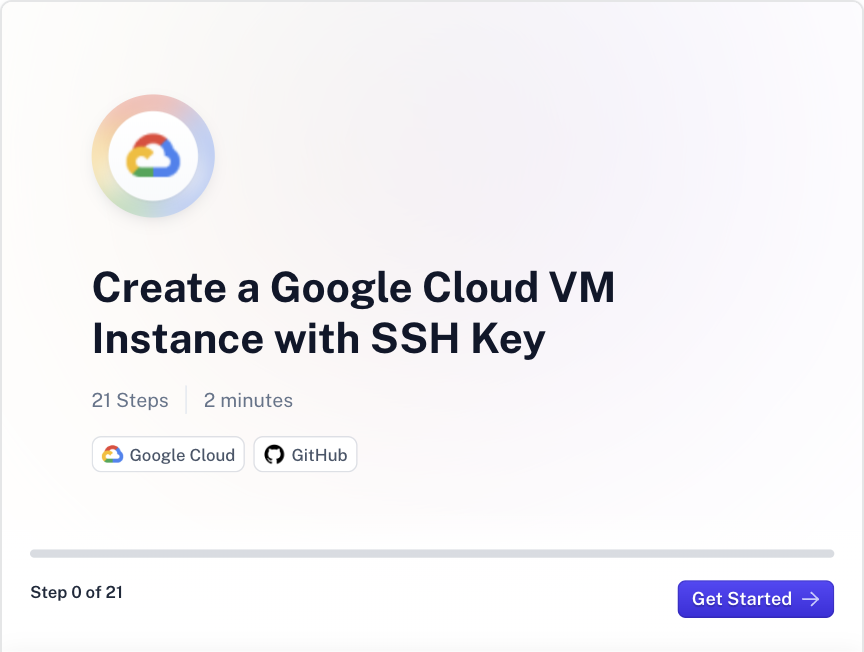 Create a Google Cloud VM
Instance with SSH Key
21 Steps
2 minutes
Google Cloud
GitHub
Step 0 of 21
Get Started